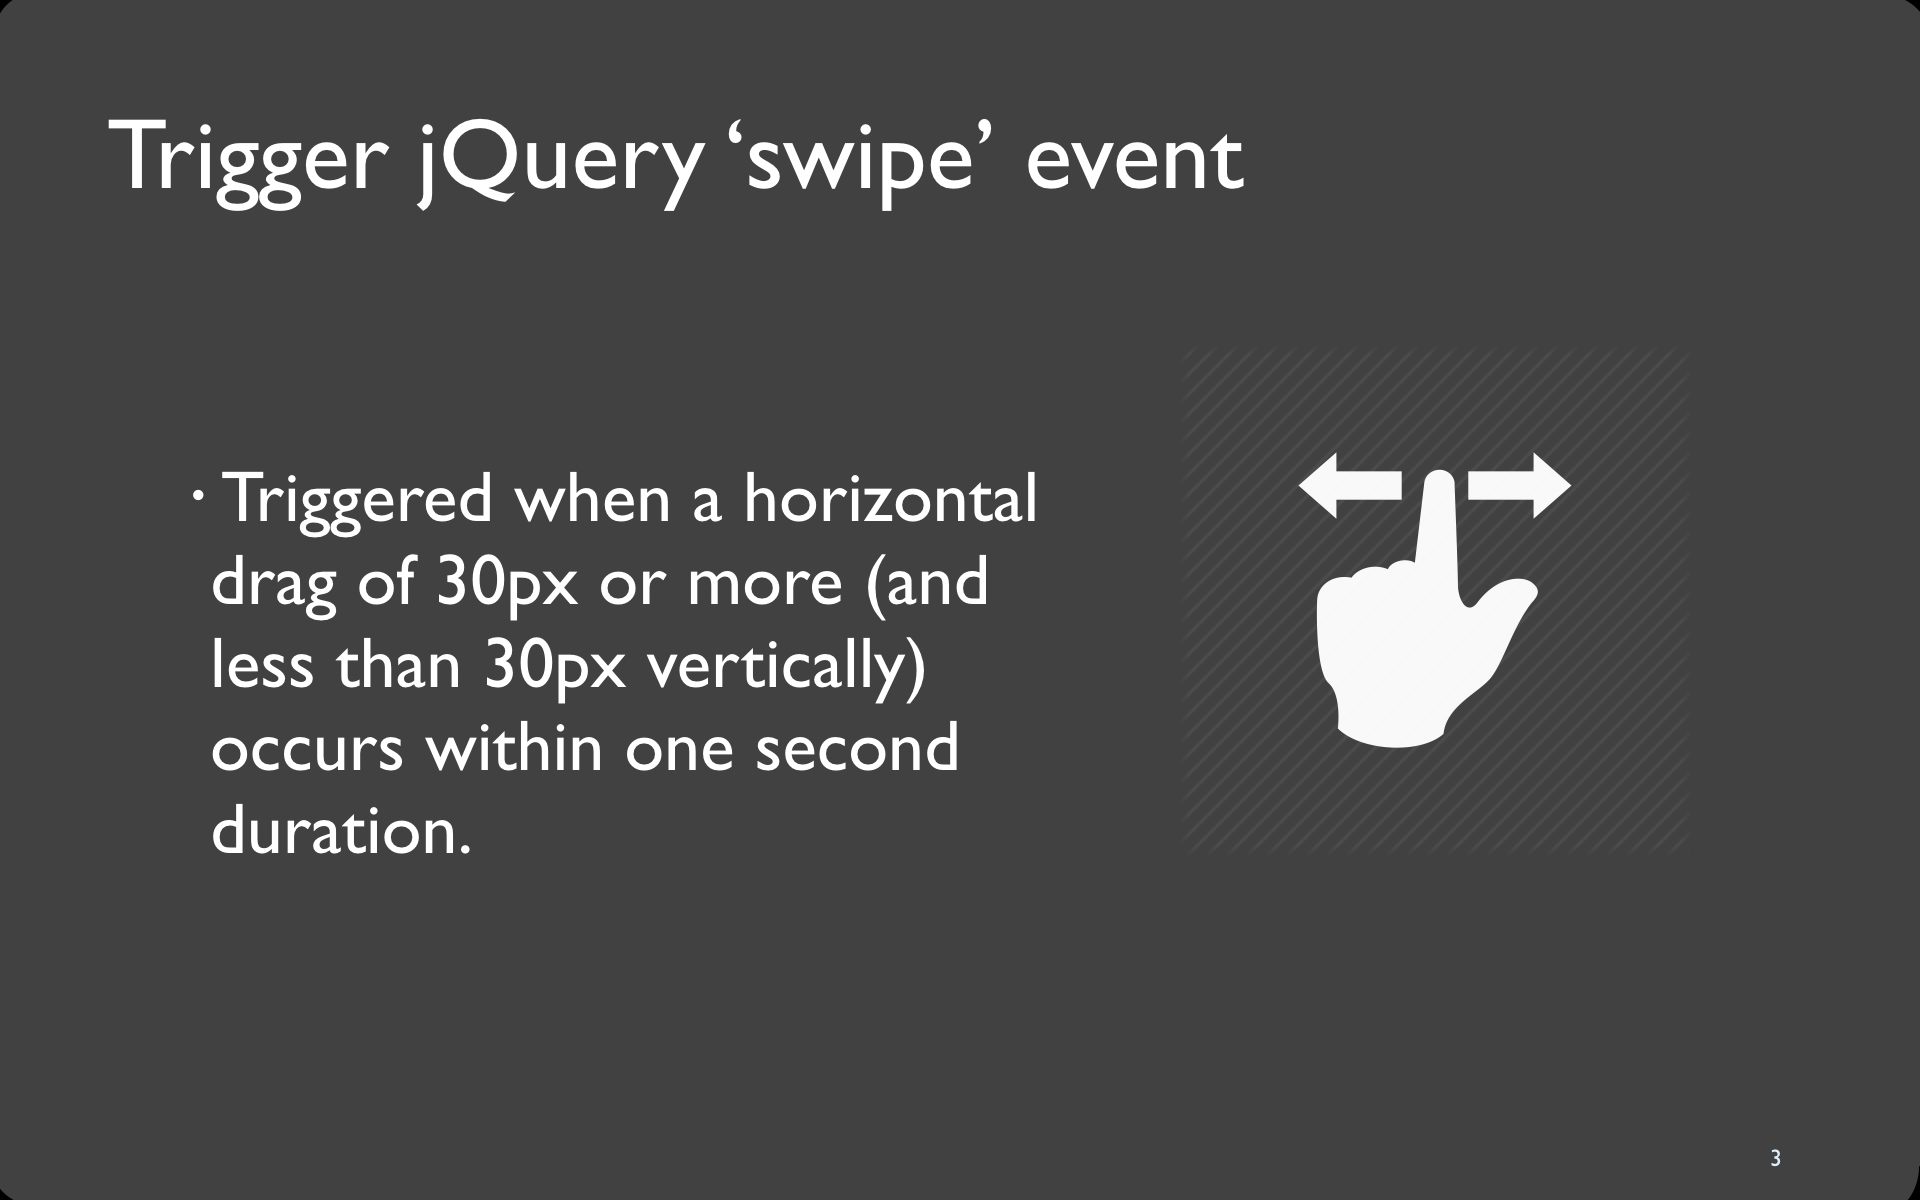 Trigger jQuery ‘swipe’ event
• Triggered when a horizontal
drag of 30px or more (and
less than 30px vertically)
occurs within one second
duration.
3